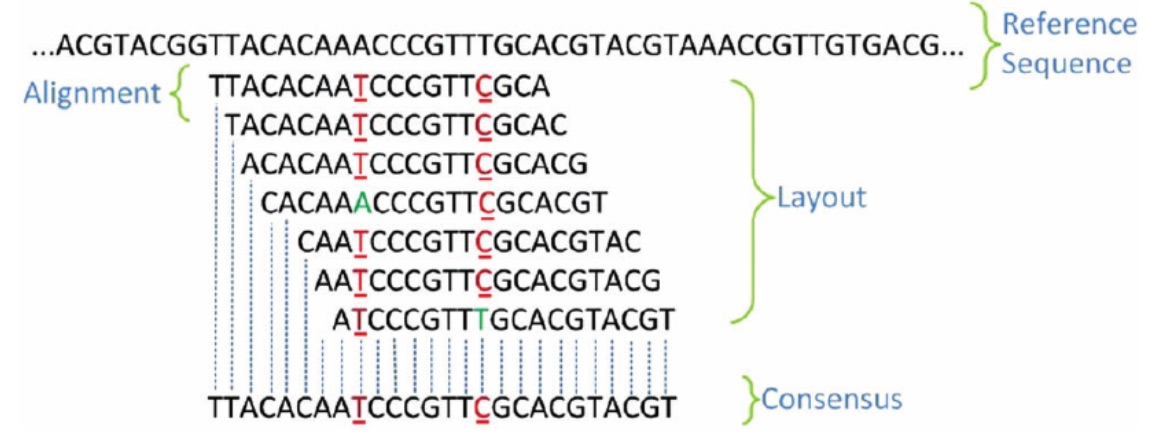 ...ACGTACGGTTACACAAACCCGTTTGCACGTACGTAAACCGTTGTGACG...
Reference
Sequence
Alignment
TTACACAATCCCGTTCGCA
TACACAATCCCGTTCGCAC
ACACAATCCCGTTCGCACG
CACAAACCCGTTCGCACGT
CAATCCCGTTCGCACGTAC
AATCCCGTTCGCACGTACG
ATCCCGTTTGCACGTACGT
Layout
TTACACAATCCCGTTCGCACGTACGT
Consensus